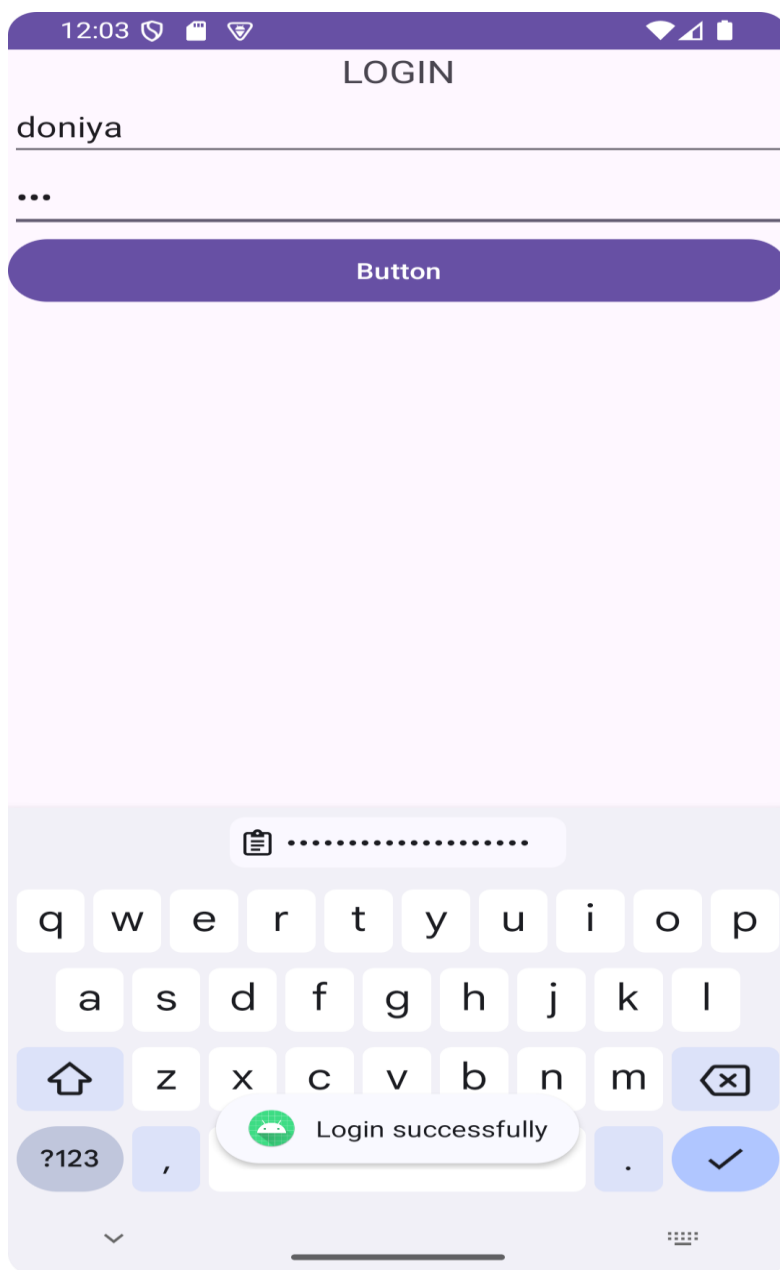 12:03
LOGIN
doniya
•••
Button
••••••••••••••••••••
q w e r t y u i o p
a s d f g h j k l
z x c v b n m
Login successfully
?123 , .